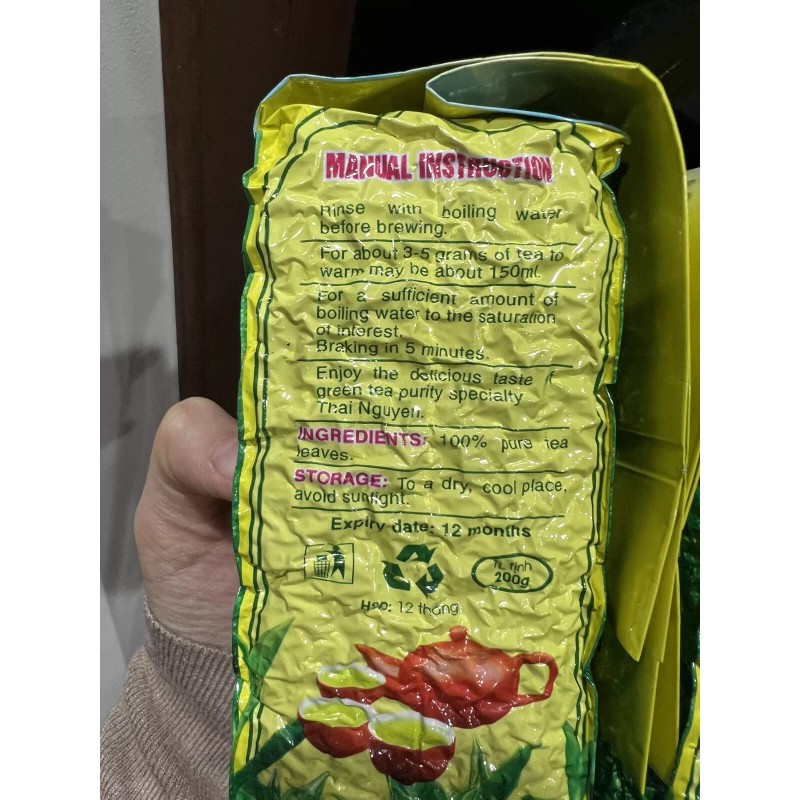 MANUAL INSTRUCTION
Rinse with boiling water
before brewing.
For about 3-5 grams of tea to
warm may be about 150ml.
For a sufficient amount of
boiling water to the saturation
of interest,
Braking in 5 minutes.
Enjoy the delicious taste
green tea purity specialty
Thai Nguyen.
INGREDIENTS: 100% pure tea
leaves.
STORAGE: To a dry, cool place,
avoid sunlight.
Expiry date: 12 months
TL tịnh
200g
HSD: 12 tháng